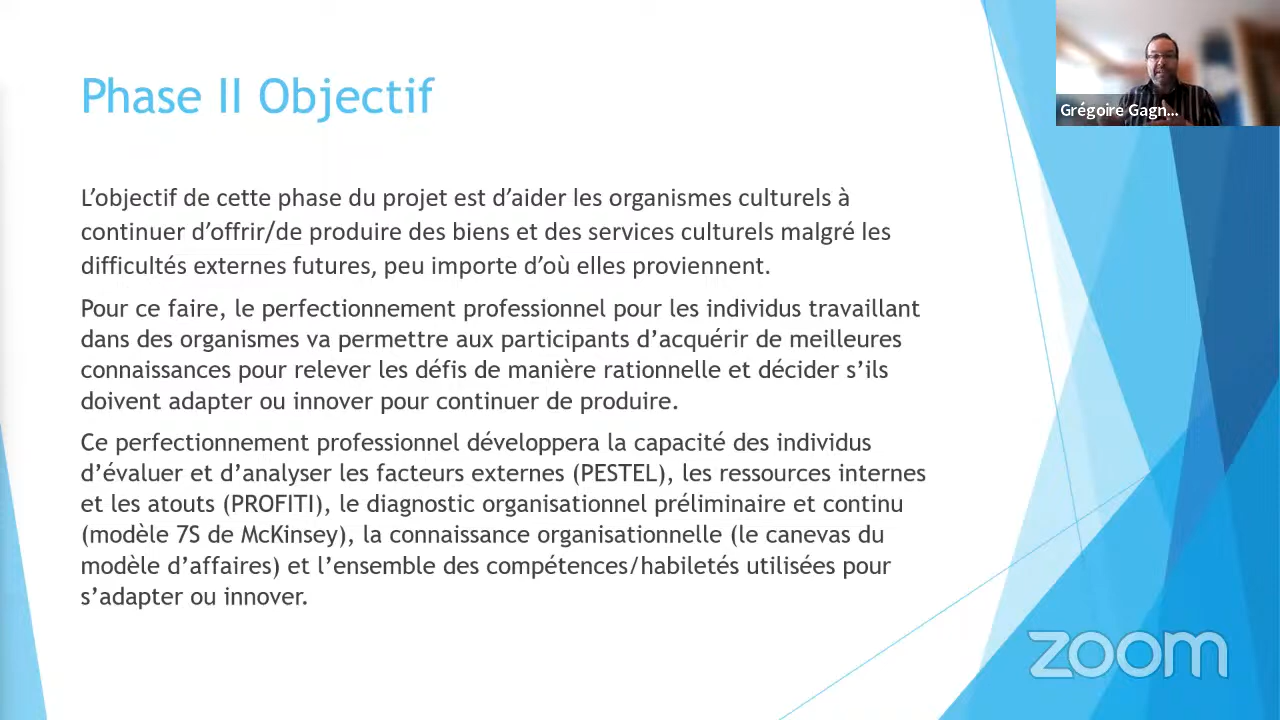 Phase II Objectif
Grégoire Gagn...
L’objectif de cette phase du projet est d’aider les organismes culturels à
continuer d’offrir/de produire des biens et des services culturels malgré les
difficultés externes futures, peu importe d’où elles proviennent.
Pour ce faire, le perfectionnement professionnel pour les individus travaillant
dans des organismes va permettre aux participants d’acquérir de meilleures
connaissances pour relever les défis de manière rationnelle et décider s’ils
doivent adapter ou innover pour continuer de produire.
Ce perfectionnement professionnel développera la capacité des individus
d’évaluer et d’analyser les facteurs externes (PESTEL), les ressources internes
et les atouts (PROFITI), le diagnostic organisationnel préliminaire et continu
(modèle 7S de McKinsey), la connaissance organisationnelle (le canevas du
modèle d’affaires) et l’ensemble des compétences/habiletés utilisées pour
s’adapter ou innover.
zoom